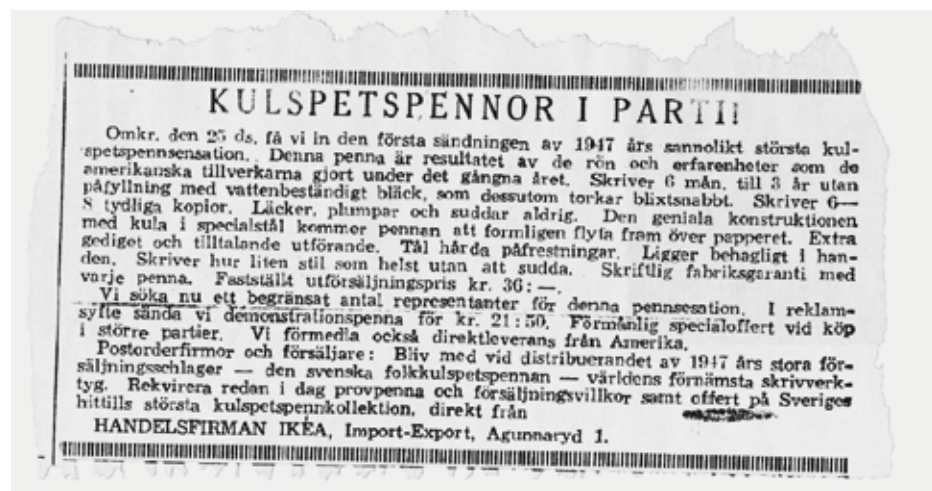 KULSPETSPENNOR I PARTI!
Omkr. den 25 ds. få vi in den första sändningen av 1947 års sannolikt största kul-
spetspennsensation. Denna penna är resultatet av de rön och erfarenheter som de
amerikanska tillverkarna gjort under det gångna året. Skriver 6 mån. till 3 år utan
påfyllning med vattenbeständigt bläck, som dessutom torkar blixtsnabbt. Skriver 6—
8 tydliga kopior. Läcker, plumpar och suddar aldrig. Den geniala konstruktionen
med kula i specialstål kommer pennan att formligen flyta fram över papperet. Extra
gediget och tilltalande utförande. Tål hårda påfrestningar. Ligger behagligt i han-
den. Skriver hur liten stil som helst utan att sudda. Skriftlig fabriksgaranti med
varje penna. Fastställt utförsäljningspris kr. 36:—.
Vi söka nu ett begränsat antal representanter för denna pennsesation. I reklam-
syfte sända vi demonstrationspenna för kr. 21:50. Förmånlig specialoffert vid köp
i större partier. Vi förmedla också direktleverans från Amerika.
Postorderfirmor och försäljare: Bliv med vid distribuerandet av 1947 års stora för-
säljningsschlager — den svenska folkkulspetspennan — världens förnämsta skrivverk-
tyg. Rekvirera redan i dag provpenna och försäljningsvillkor samt offert på Sveriges
hittills största kulspetspennkollektion, direkt från
HANDELSFIRMAN IKÉA, Import-Export, Agunnaryd 1.